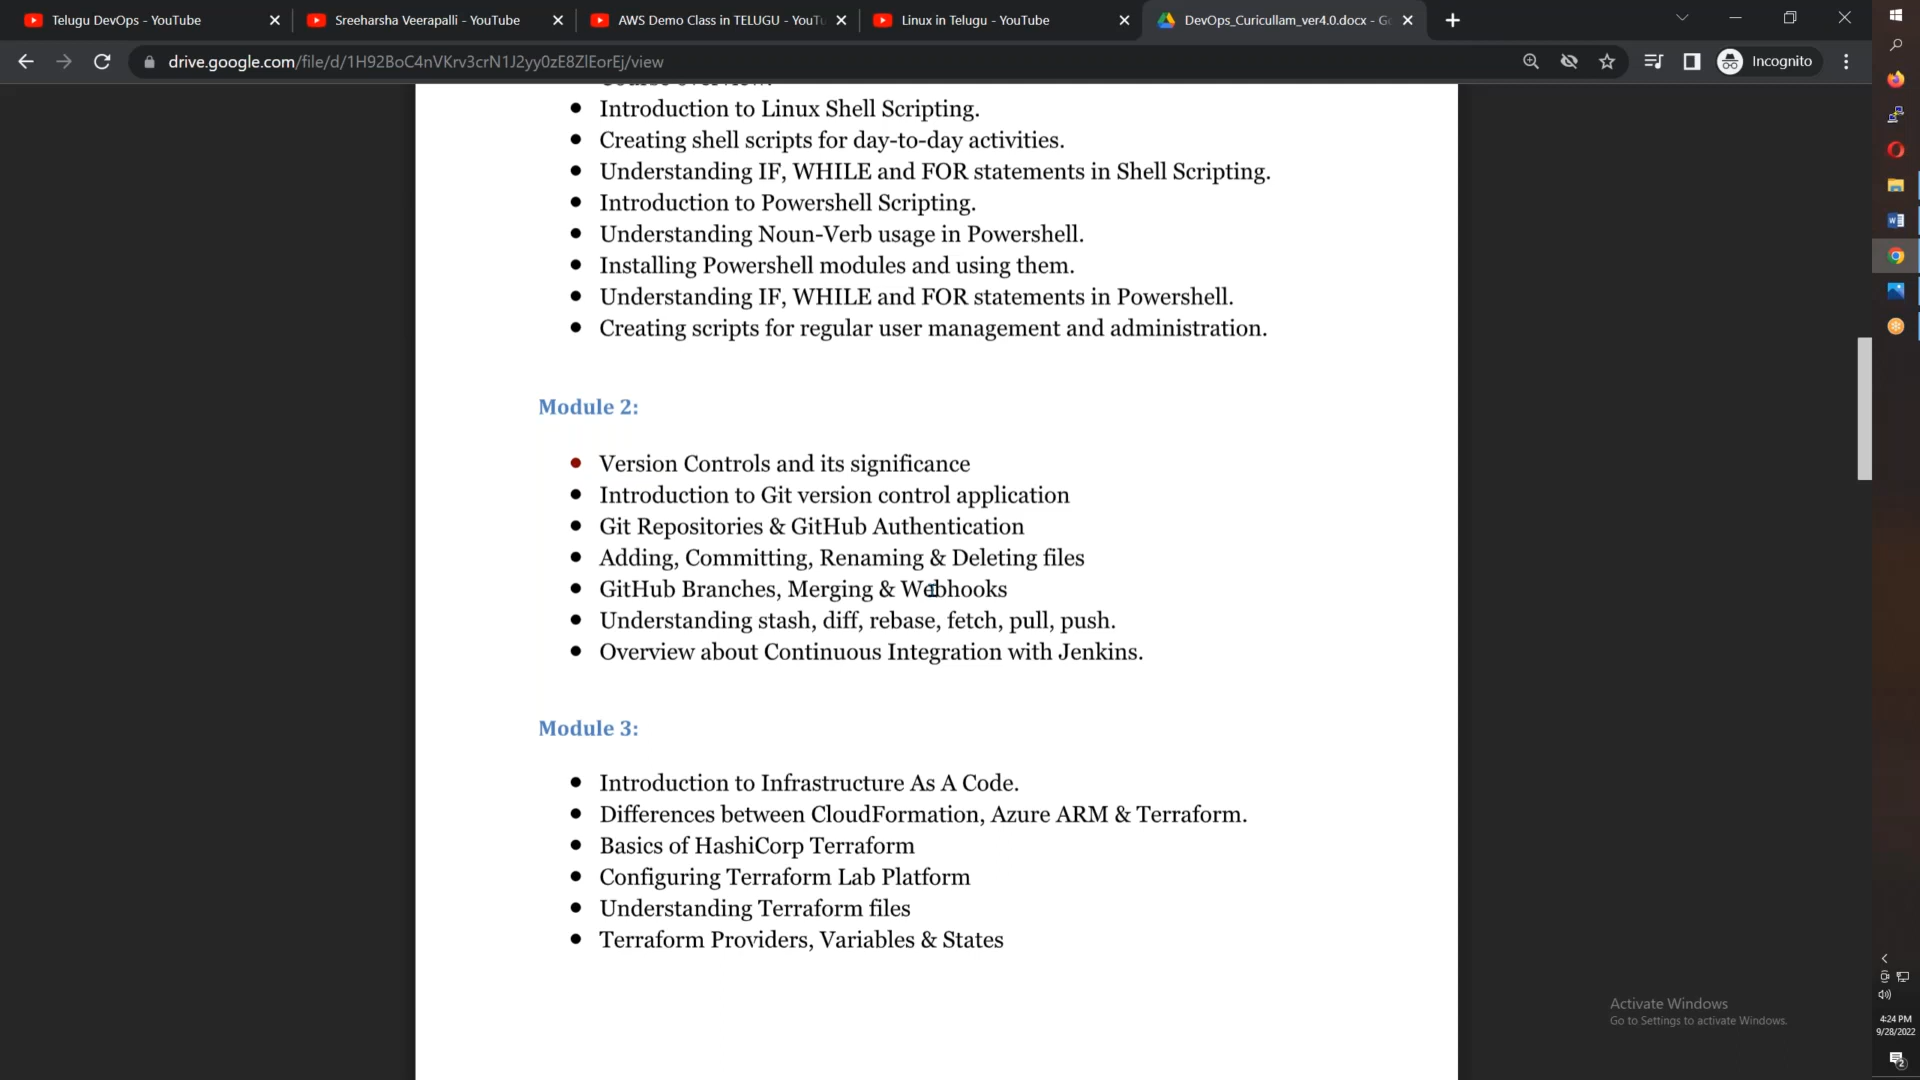 Telugu DevOps - YouTube
Sreeharsha Veerapalli - YouTube
AWS Demo Class in TELUGU - YouTu
Linux in Telugu - YouTube
DevOps_Curicullam_ver4.0.docx - Go
drive.google.com/file/d/1H92BoC4nVKrv3crN1J2yy0zE8ZlEorEj/view
Incognito
Introduction to Linux Shell Scripting.
Creating shell scripts for day-to-day activities.
Understanding IF, WHILE and FOR statements in Shell Scripting.
Introduction to Powershell Scripting.
Understanding Noun-Verb usage in Powershell.
Installing Powershell modules and using them.
Understanding IF, WHILE and FOR statements in Powershell.
Creating scripts for regular user management and administration.
Module 2:
Version Controls and its significance
Introduction to Git version control application
Git Repositories & GitHub Authentication
Adding, Committing, Renaming & Deleting files
GitHub Branches, Merging & Webhooks
Understanding stash, diff, rebase, fetch, pull, push.
Overview about Continuous Integration with Jenkins.
Module 3:
Introduction to Infrastructure As A Code.
Differences between CloudFormation, Azure ARM & Terraform.
Basics of HashiCorp Terraform
Configuring Terraform Lab Platform
Understanding Terraform files
Terraform Providers, Variables & States
Activate Windows
Go to Settings to activate Windows.
4:24 PM
9/28/2022
2